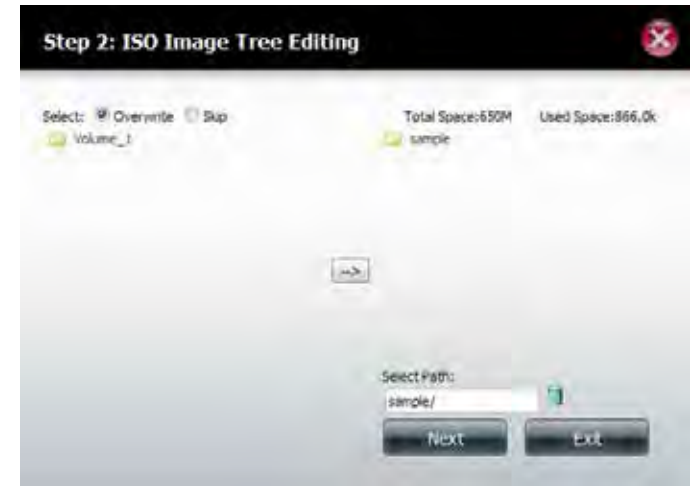 Step 2: ISO Image Tree Editing
Select: Overwrite Skip Total Space:650M Used Space:866.0k
Volume_1 sample
-->
Select Path:
sample/
Next Exit